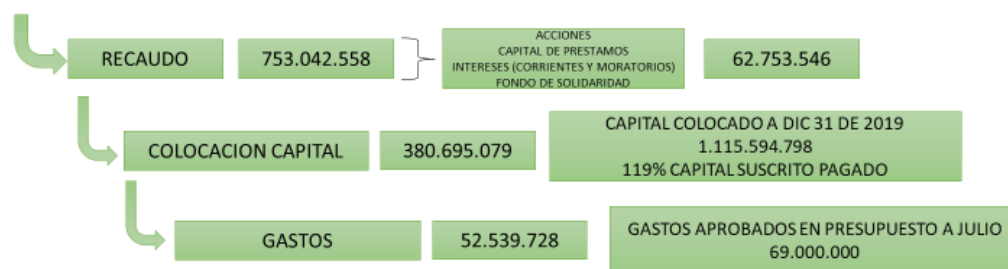 RECAUDO
753.042.558
ACCIONES
CAPITAL DE PRESTAMOS
INTERESES (CORRIENTES Y MORATORIOS)
FONDO DE SOLIDARIDAD
62.753.546
COLOCACION CAPITAL
380.695.079
CAPITAL COLOCADO A DIC 31 DE 2019
1.115.594.798
119% CAPITAL SUSCRITO PAGADO
GASTOS
52.539.728
GASTOS APROBADOS EN PRESUPUESTO A JULIO
69.000.000